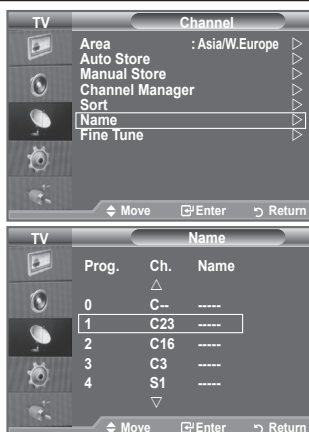 TV Channel
Area : Asia/W.Europe
Auto Store
Manual Store
Channel Manager
Sort
Name
Fine Tune
Move Enter Return
TV Name
Prog. Ch. Name
0 C-- -----
1 C23 -----
2 C16 -----
3 C3 -----
4 S1 -----
Move Enter Return